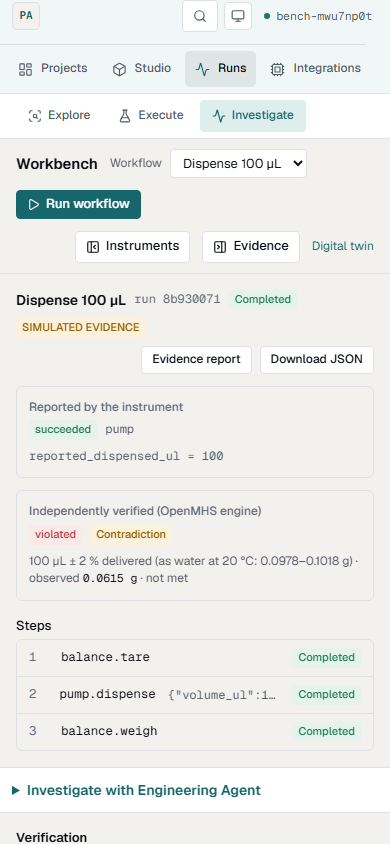 PA
bench-mwu7np0t
Projects Studio Runs Integrations
Explore Execute Investigate
Workbench Workflow Dispense 100 µL
Run workflow
Instruments Evidence Digital twin
Dispense 100 µL run 8b930071 Completed
SIMULATED EVIDENCE
Evidence report Download JSON
Reported by the instrument
succeeded pump
reported_dispensed_ul = 100
Independently verified (OpenMHS engine)
violated Contradiction
100 µL ± 2 % delivered (as water at 20 °C: 0.0978–0.1018 g) ·
observed 0.0615 g · not met
Steps
1 balance.tare Completed
2 pump.dispense {"volume_ul":1… Completed
3 balance.weigh Completed
Investigate with Engineering Agent
Verification